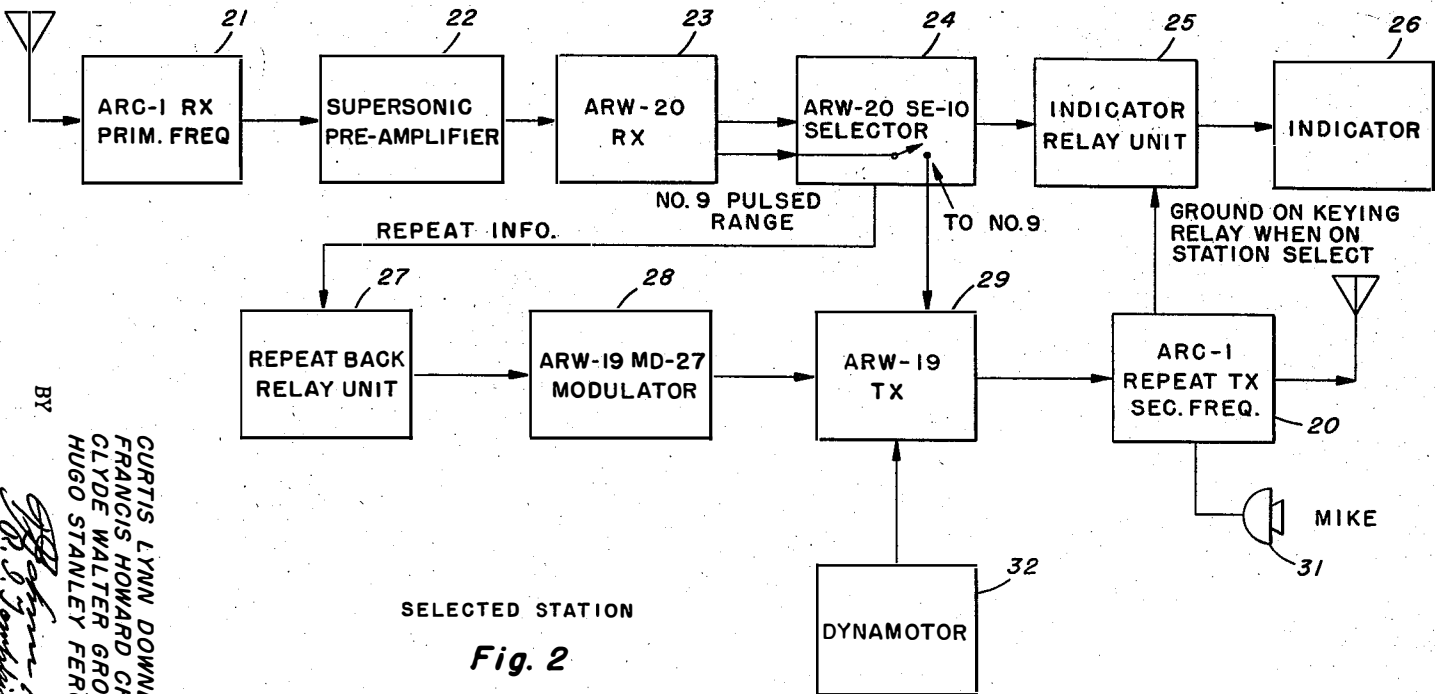 21
22
23
24
25
26
ARC-1 RX
PRIM. FREQ
SUPERSONIC
PRE-AMPLIFIER
ARW-20
RX
ARW-20 SE-10
SELECTOR
INDICATOR
RELAY UNIT
INDICATOR
NO. 9 PULSED
RANGE
TO NO. 9
GROUND ON KEYING
RELAY WHEN ON
STATION SELECT
REPEAT INFO.
27
28
29
REPEAT BACK
RELAY UNIT
ARW-19 MD-27
MODULATOR
ARW-19
TX
ARC-1
REPEAT TX
SEC. FREQ.
20
MIKE
31
32
DYNAMOTOR
SELECTED STATION
Fig. 2
CURTIS LYNN
FRANCIS HOWARD
CLYDE WALTER
HUGO STANLEY
BY